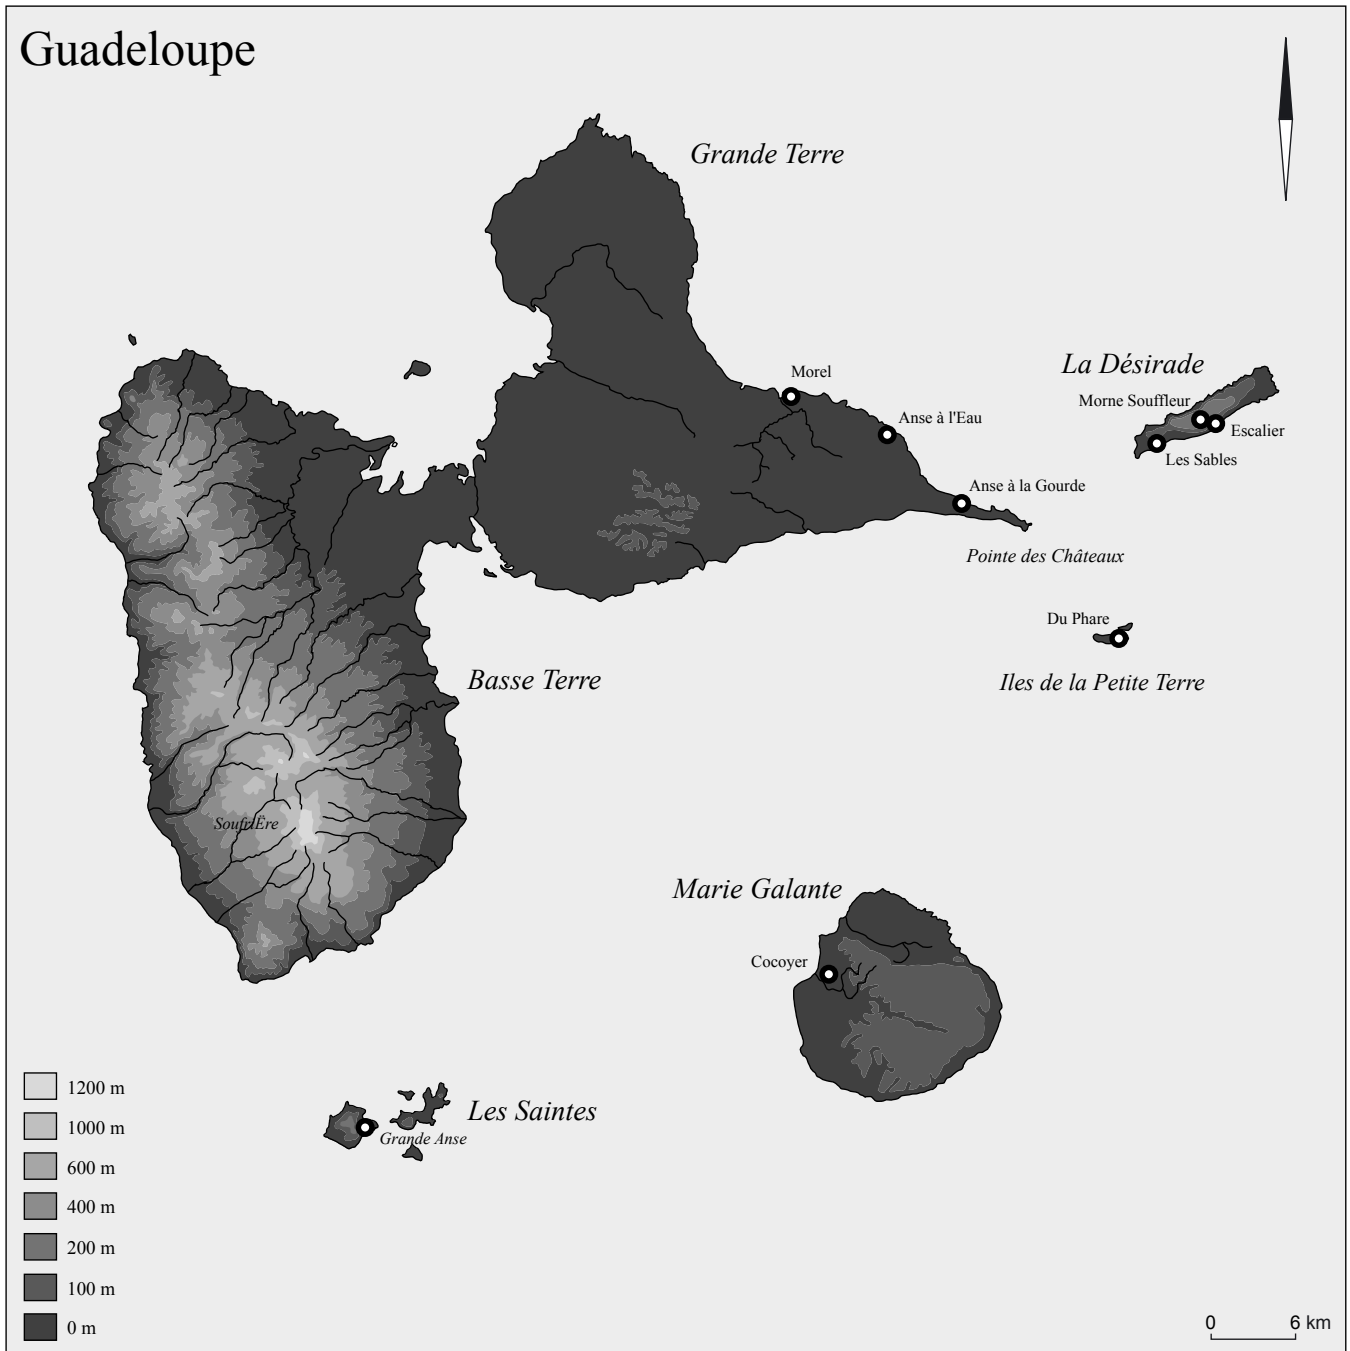 Guadeloupe
Grande Terre
La Désirade
Morel
Morne Souffleur
Anse à l'Eau
Escalier
Les Sables
Anse à la Gourde
Pointe des Châteaux
Du Phare
Basse Terre
Iles de la Petite Terre
SoufriÊre
Marie Galante
Cocoyer
1200 m
Les Saintes
1000 m
Grande Anse
600 m
400 m
200 m
100 m
0 m
0 6 km